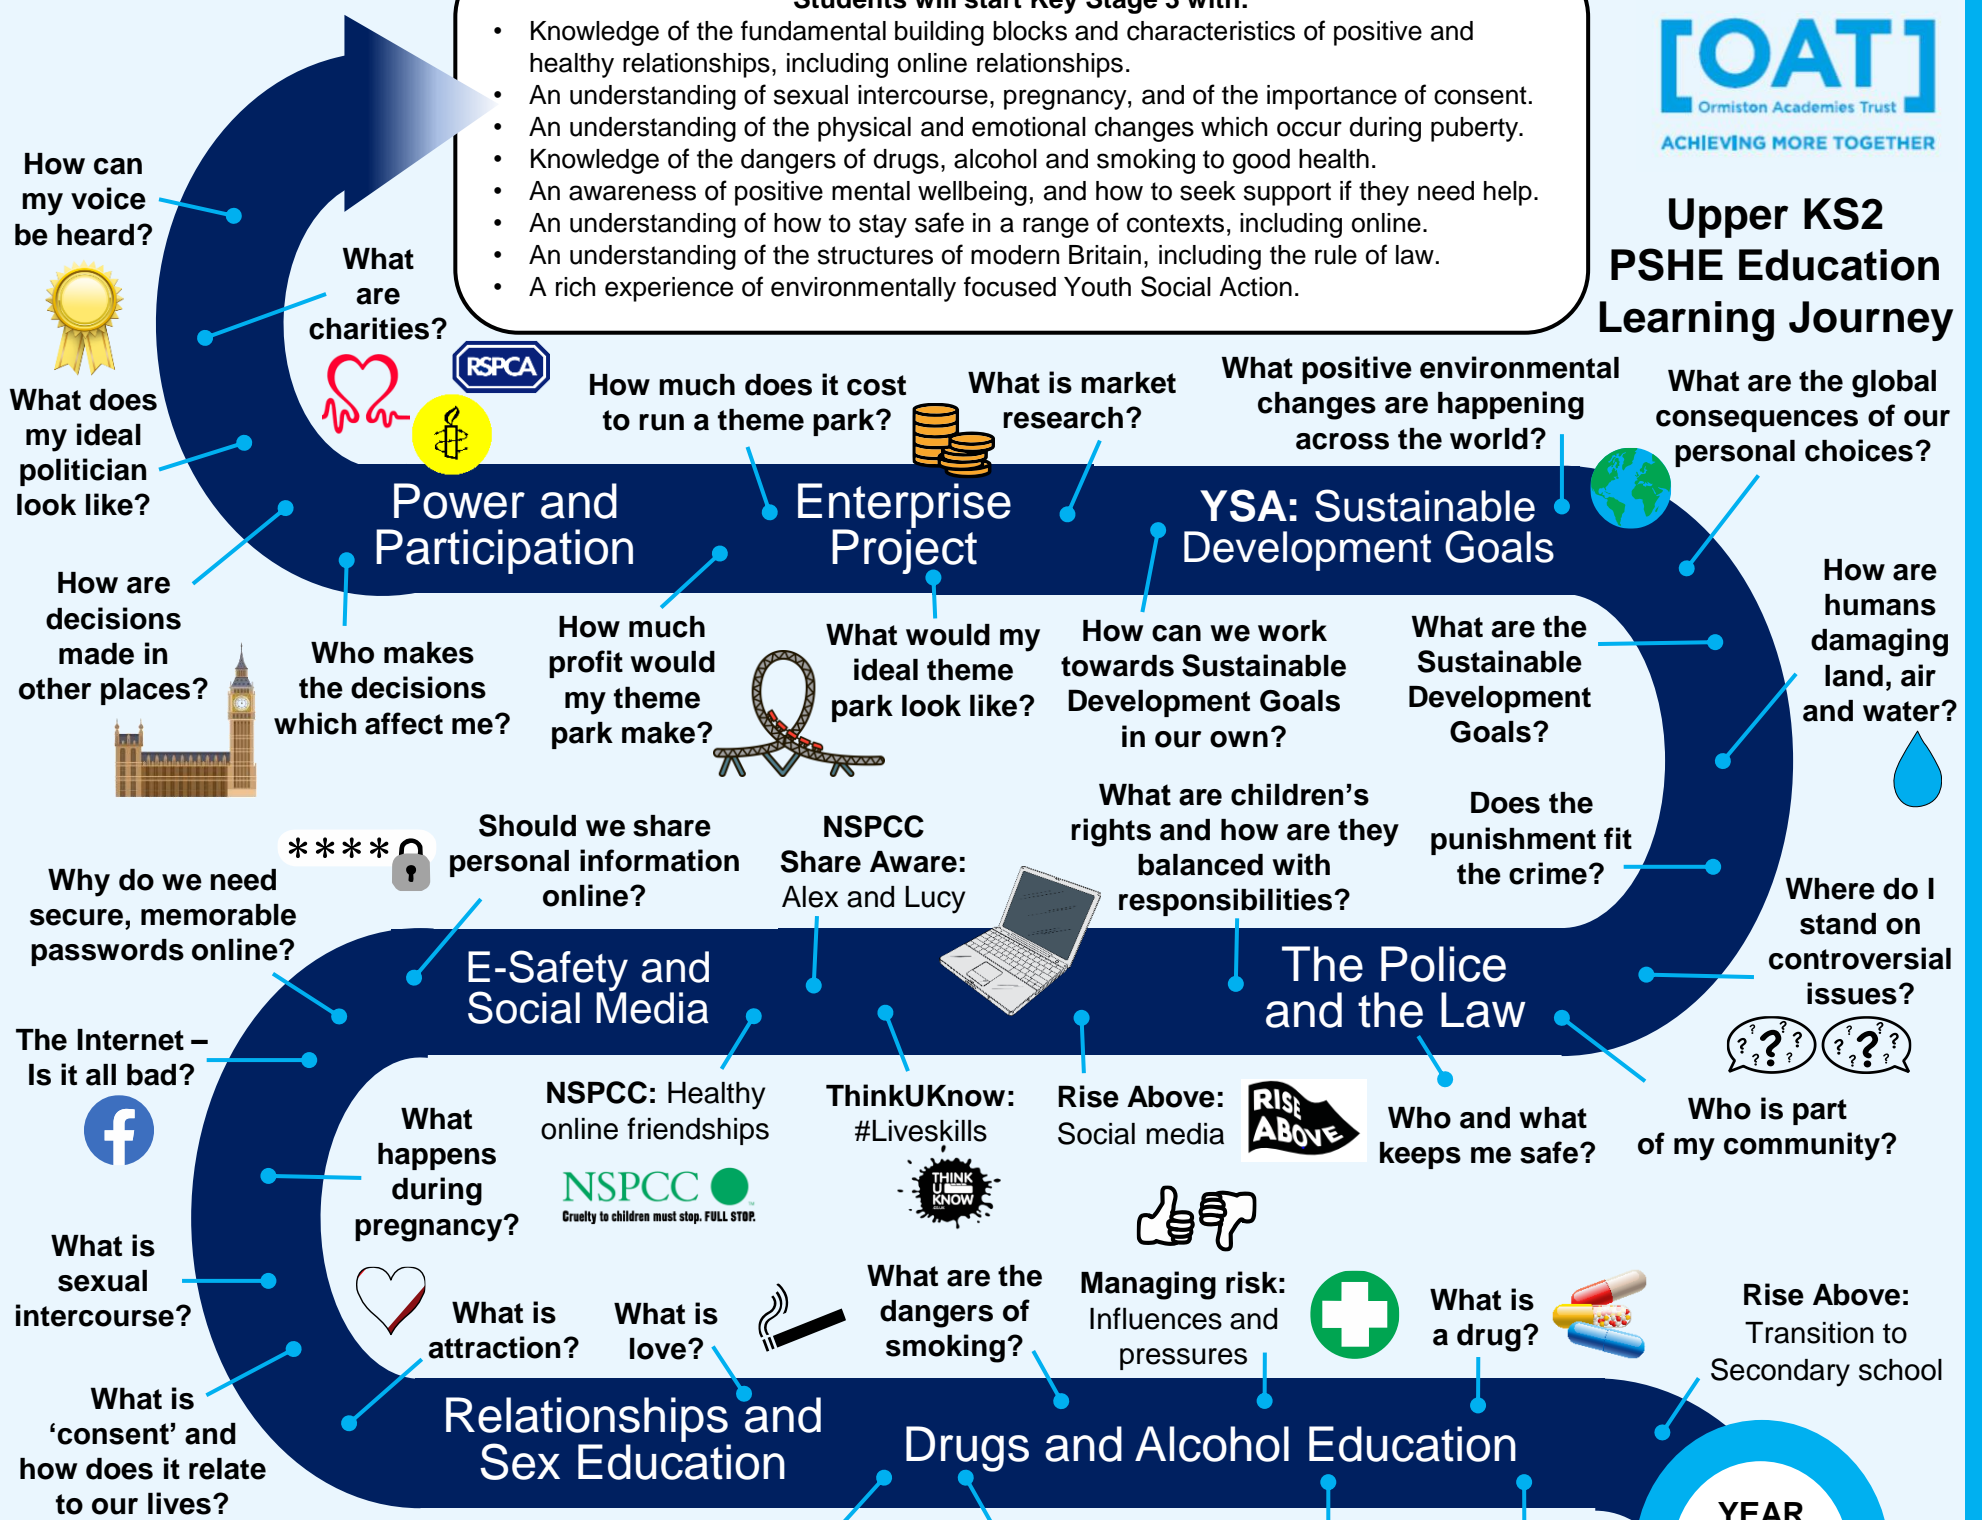 Students will start Key Stage 3 with:
• Knowledge of the fundamental building blocks and characteristics of positive and
healthy relationships, including online relationships.
• An understanding of sexual intercourse, pregnancy, and of the importance of consent.
• An understanding of the physical and emotional changes which occur during puberty.
• Knowledge of the dangers of drugs, alcohol and smoking to good health.
• An awareness of positive mental wellbeing, and how to seek support if they need help.
• An understanding of how to stay safe in a range of contexts, including online.
• An understanding of the structures of modern Britain, including the rule of law.
• A rich experience of environmentally focused Youth Social Action.
[OAT]
Ormiston Academies Trust
ACHIEVING MORE TOGETHER
Upper KS2
PSHE Education
Learning Journey
How can
my voice
be heard?
What
are
charities?
RSPCA
What does
my ideal
politician
look like?
How are
decisions
made in
other places?
Who makes
the decisions
which affect me?
Power and
Participation
How much does it cost
to run a theme park?
What is market
research?
Enterprise
Project
How much
profit would
my theme
park make?
What would my
ideal theme
park look like?
What positive environmental
changes are happening
across the world?
What are the global
consequences of our
personal choices?
YSA: Sustainable
Development Goals
How can we work
towards Sustainable
Development Goals
in our own?
What are the
Sustainable
Development
Goals?
How are
humans
damaging
land, air
and water?
Why do we need
secure, memorable
passwords online?
****
Should we share
personal information
online?
NSPCC
Share Aware:
Alex and Lucy
What are children’s
rights and how are they
balanced with
responsibilities?
Does the
punishment fit
the crime?
Where do I
stand on
controversial
issues?
? ? ? ? ? ?
? ? ? ? ? ?
E-Safety and
Social Media
The Police
and the Law
The Internet –
Is it all bad?
f
What
happens
during
pregnancy?
NSPCC: Healthy
online friendships
NSPCC
Cruelty to children must stop. FULL STOP.
ThinkUKnow:
#Liveskills
THINK
U
KNOW
Rise Above:
Social media
RISE
ABOVE
Who and what
keeps me safe?
Who is part
of my community?
What is
sexual
intercourse?
What is
attraction?
What is
love?
What are the
dangers of
smoking?
Managing risk:
Influences and
pressures
What is
a drug?
Rise Above:
Transition to
Secondary school
What is
‘consent’ and
how does it relate
to our lives?
Relationships and
Sex Education
Drugs and Alcohol Education
YEAR